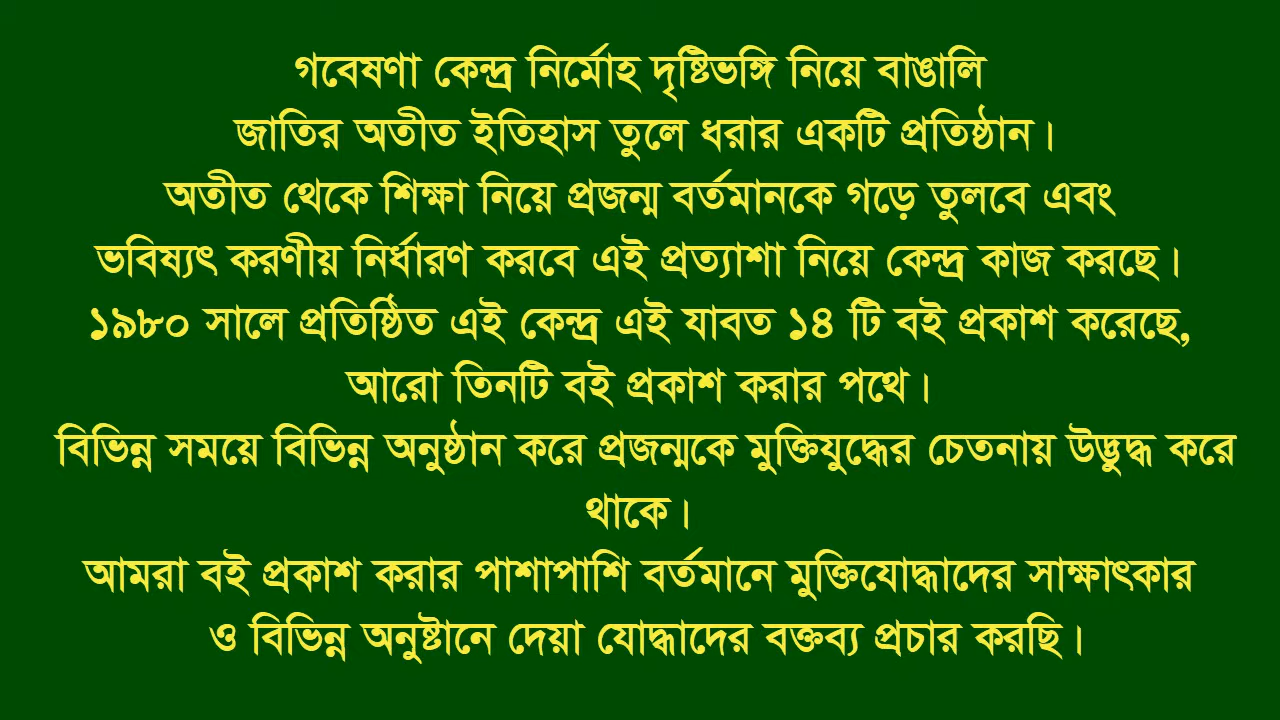 গবেষণা কেন্দ্র নির্মোহ দৃষ্টিভঙ্গি নিয়ে বাঙালি
জাতির অতীত ইতিহাস তুলে ধরার একটি প্রতিষ্ঠান।
অতীত থেকে শিক্ষা নিয়ে প্রজন্ম বর্তমানকে গড়ে তুলবে এবং
ভবিষ্যৎ করণীয় নির্ধারণ করবে এই প্রত্যাশা নিয়ে কেন্দ্র কাজ করছে।
১৯৮০ সালে প্রতিষ্ঠিত এই কেন্দ্র এই যাবত ১৪ টি বই প্রকাশ করেছে,
আরো তিনটি বই প্রকাশ করার পথে।
বিভিন্ন সময়ে বিভিন্ন অনুষ্ঠান করে প্রজন্মকে মুক্তিযুদ্ধের চেতনায় উদ্ভুদ্ধ করে
থাকে।
আমরা বই প্রকাশ করার পাশাপাশি বর্তমানে মুক্তিযোদ্ধাদের সাক্ষাৎকার
ও বিভিন্ন অনুষ্টানে দেয়া যোদ্ধাদের বক্তব্য প্রচার করছি।